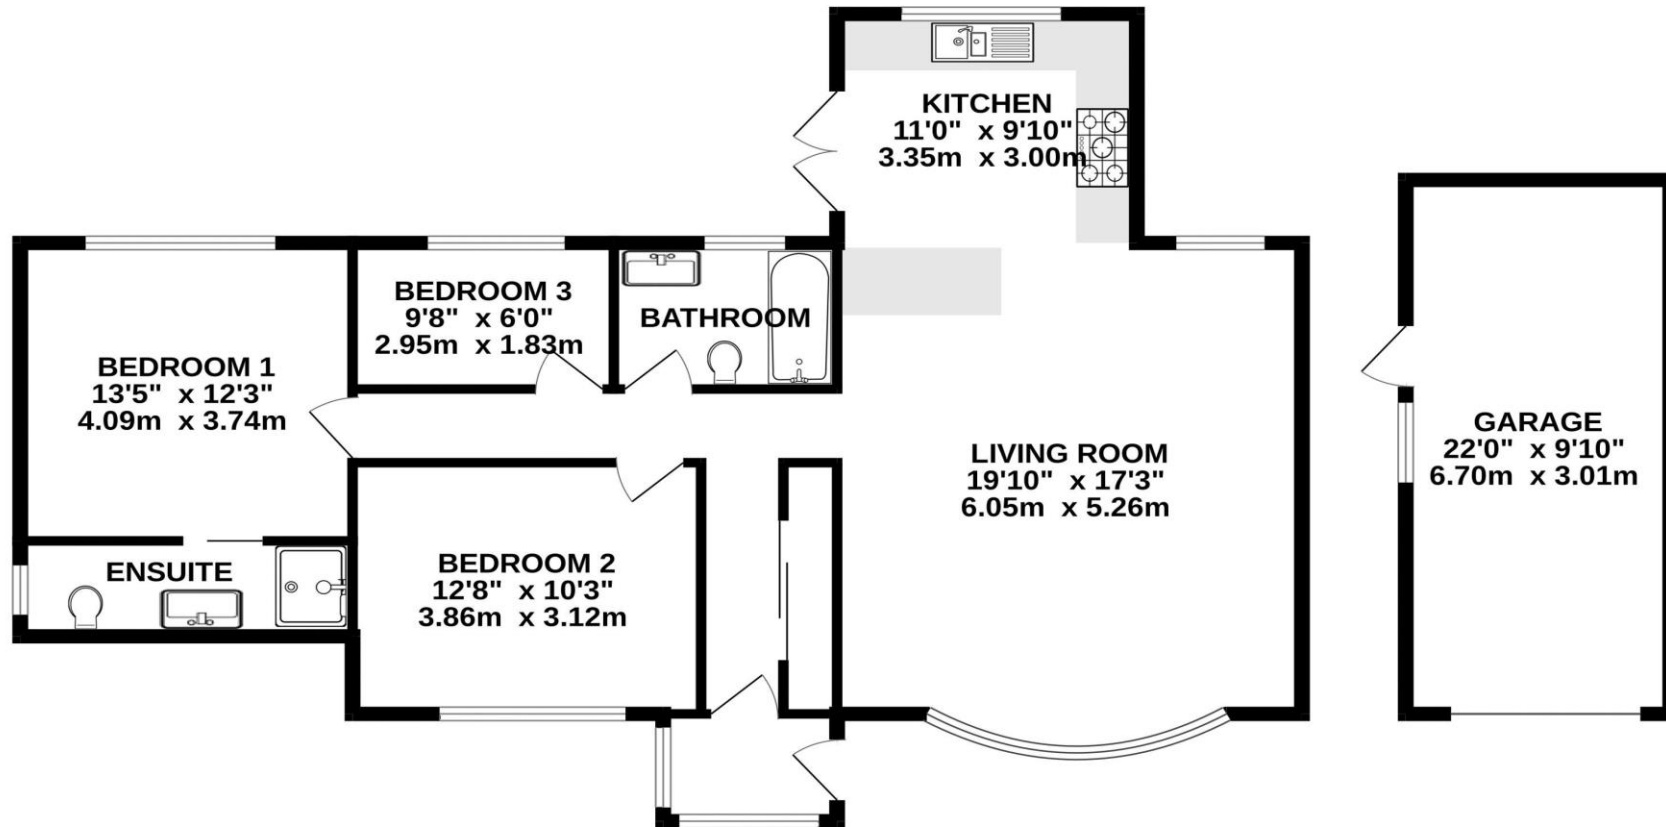 KITCHEN
11'0" x 9'10"
3.35m x 3.00m
BEDROOM 3
9'8" x 6'0"
2.95m x 1.83m
BATHROOM
BEDROOM 1
13'5" x 12'3"
4.09m x 3.74m
LIVING ROOM
19'10" x 17'3"
6.05m x 5.26m
GARAGE
22'0" x 9'10"
6.70m x 3.01m
ENSUITE
BEDROOM 2
12'8" x 10'3"
3.86m x 3.12m